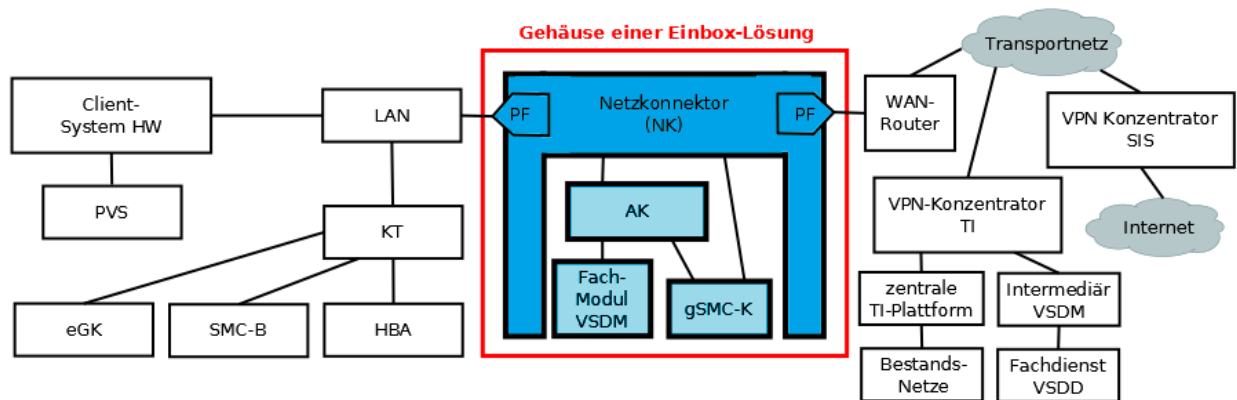 Gehäuse einer Einbox-Lösung
Transportnetz
Client-
System HW
LAN
PF
Netzkonnektor
(NK)
PF
WAN-
Router
VPN Konzentrator
SIS
PVS
KT
AK
VPN-Konzentrator
TI
Internet
eGK
SMC-B
HBA
Fach-
Modul
VSDM
gSMC-K
zentrale
TI-Plattform
Intermediär
VSDM
Bestands-
Netze
Fachdienst
VSDD